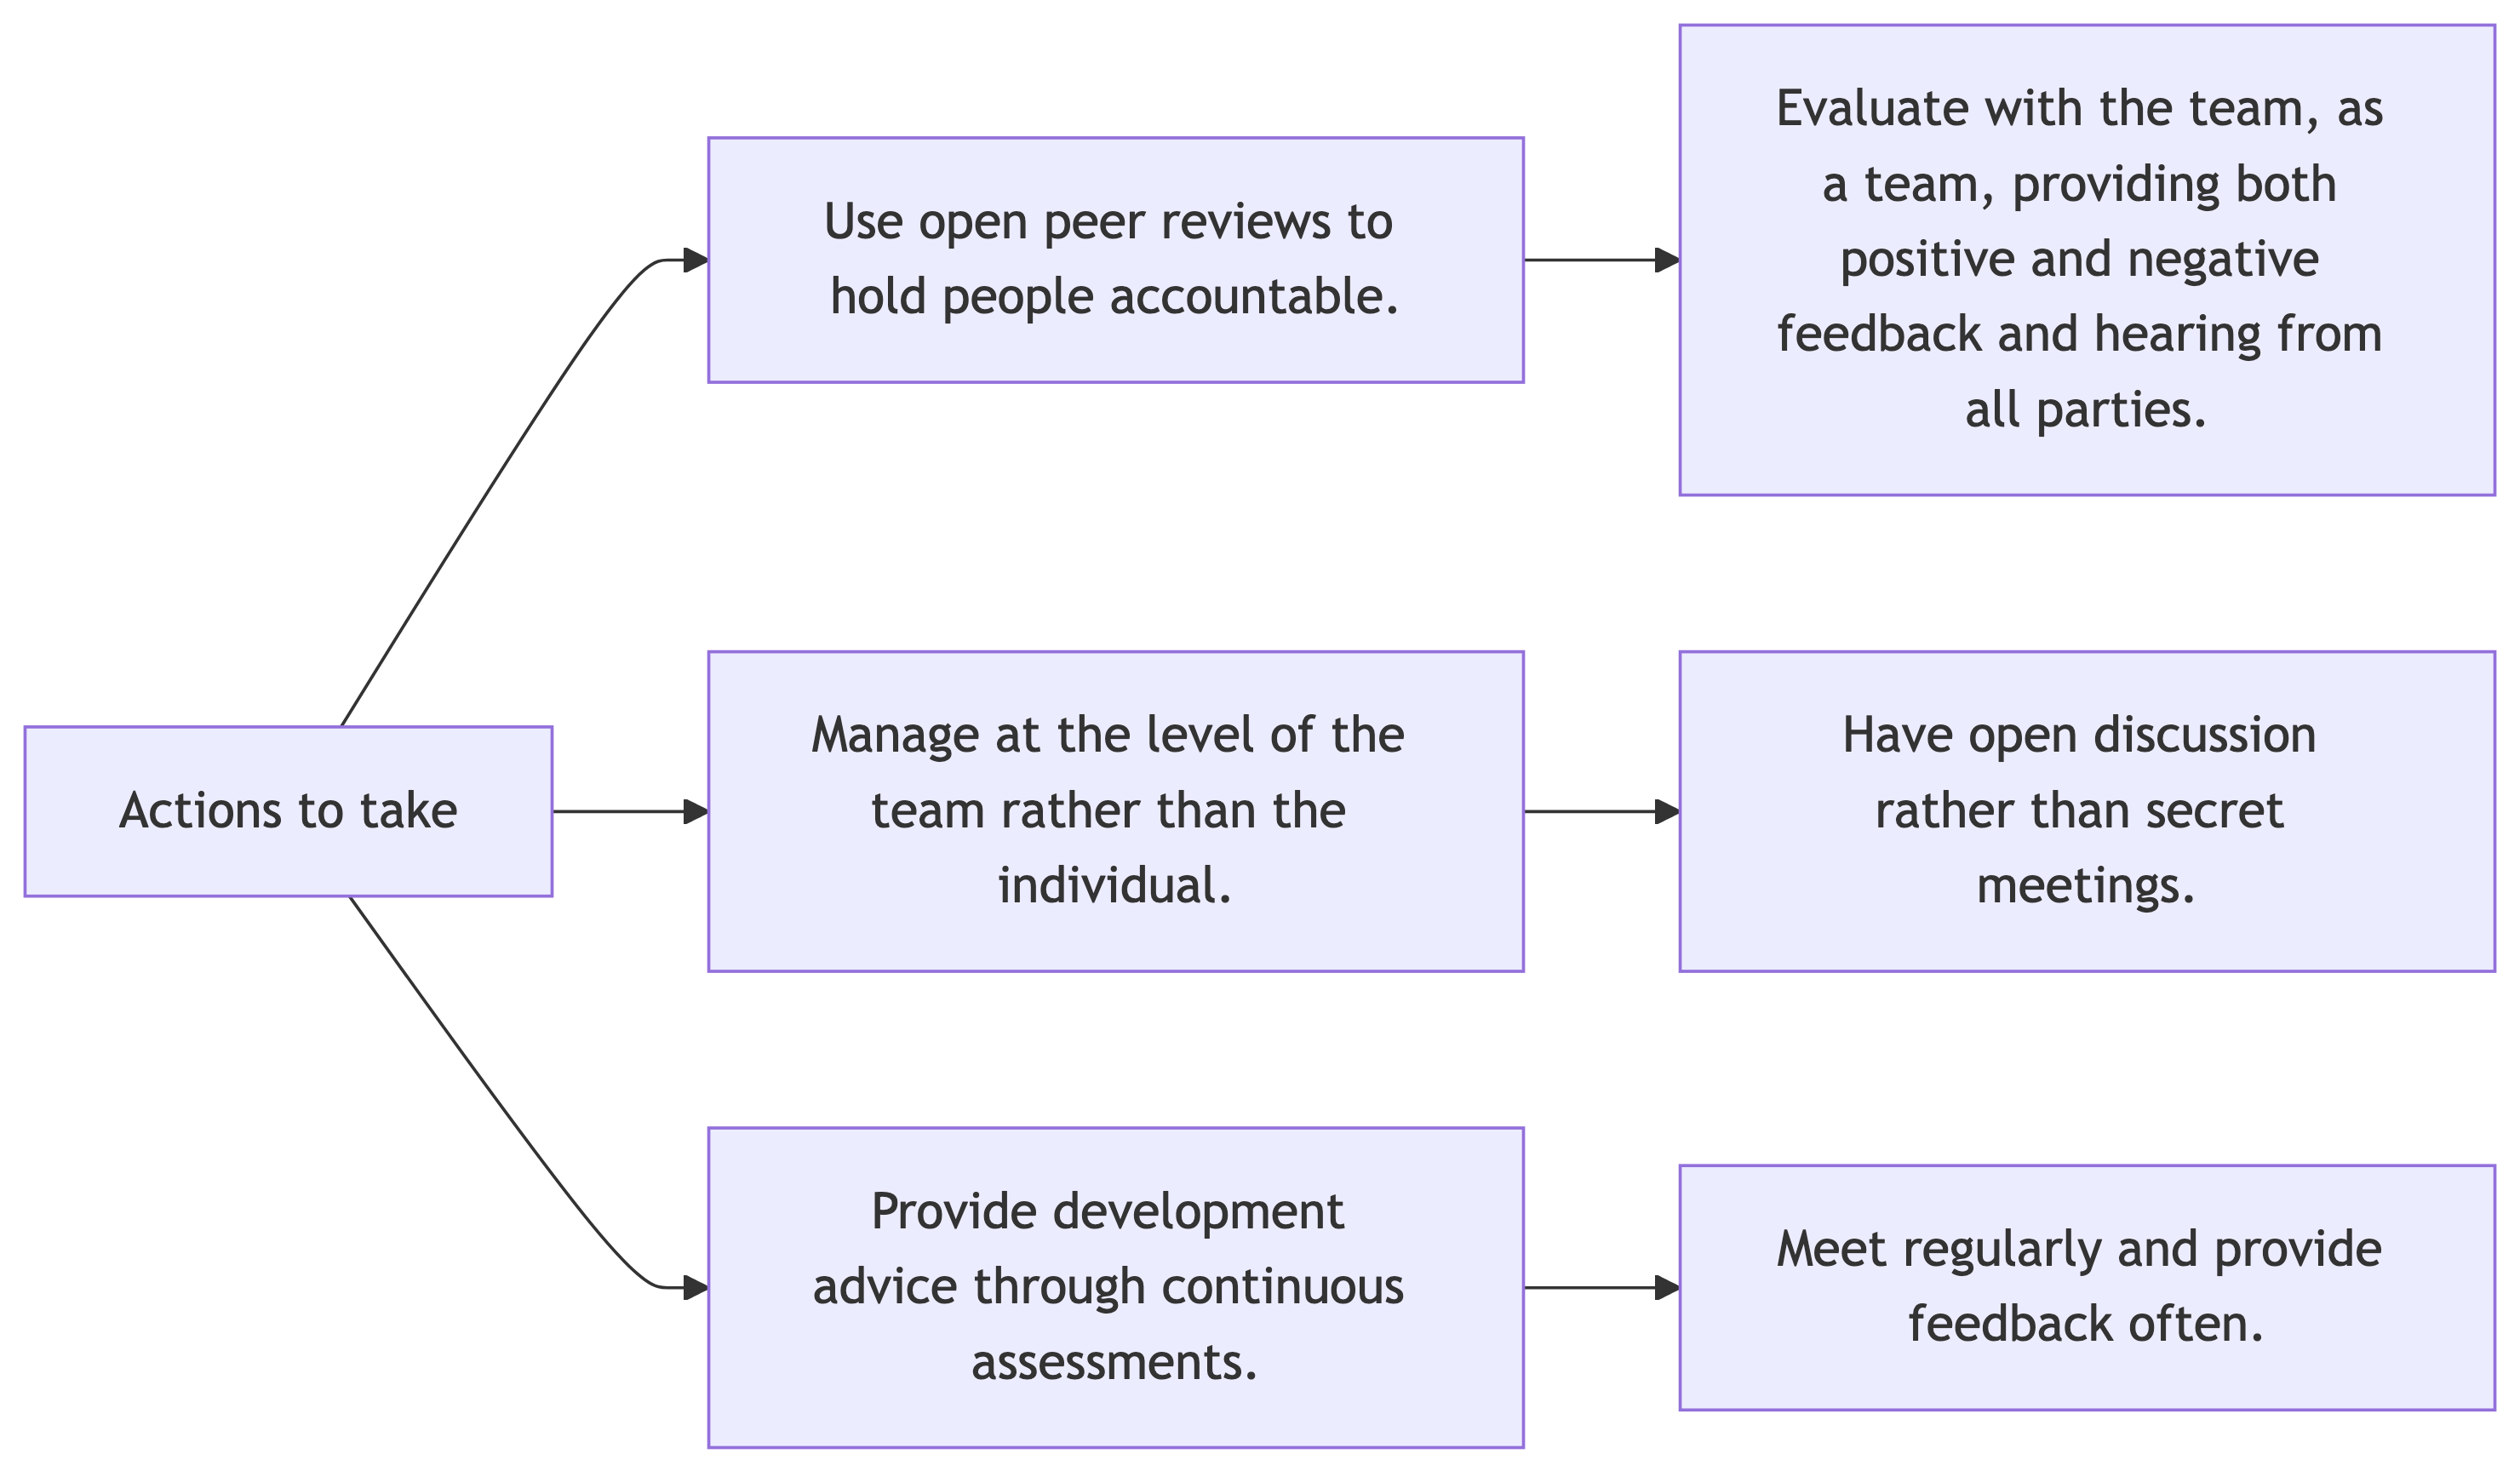 Actions to take
Use open peer reviews to
hold people accountable.
Evaluate with the team, as
a team, providing both
positive and negative
feedback and hearing from
all parties.
Manage at the level of the
team rather than the
individual.
Have open discussion
rather than secret
meetings.
Provide development
advice through continuous
assessments.
Meet regularly and provide
feedback often.